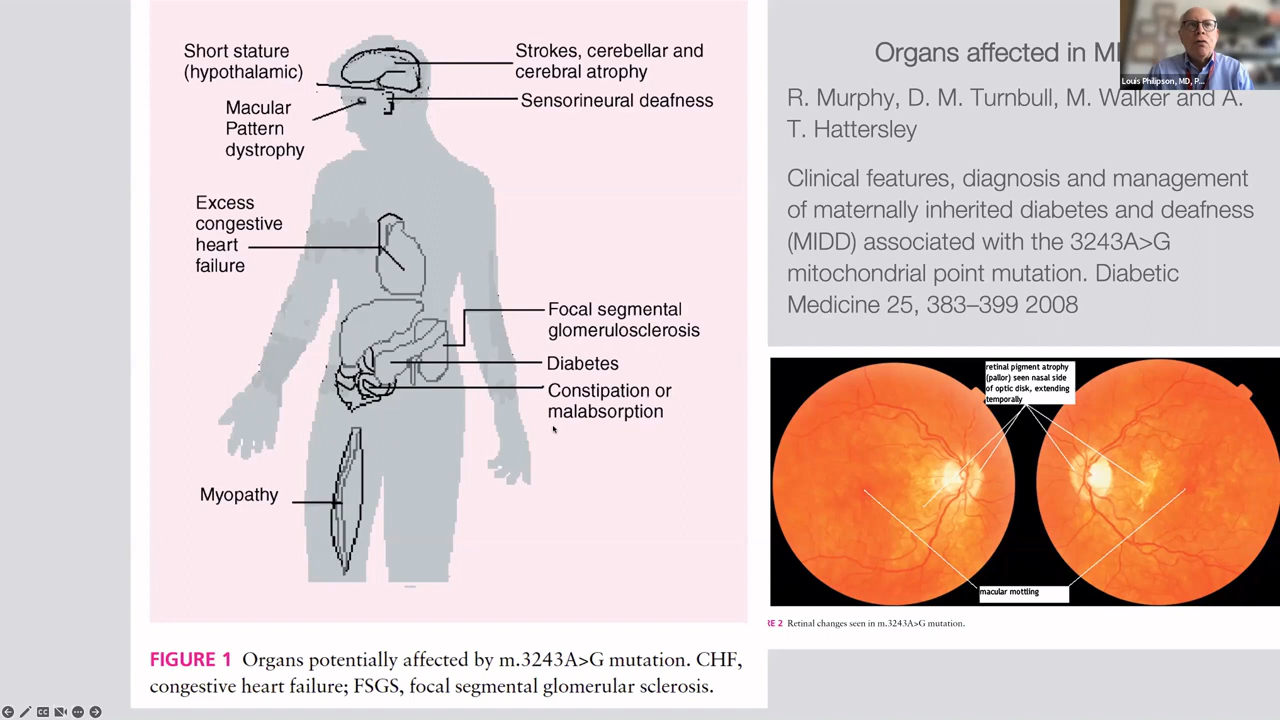 Short stature
(hypothalamic)
Strokes, cerebellar and
cerebral atrophy
Sensorineural deafness
Macular
Pattern
dystrophy
Excess
congestive
heart
failure
Focal segmental
glomerulosclerosis
Diabetes
Constipation or
malabsorption
Myopathy
FIGURE 1 Organs potentially affected by m.3243A>G mutation. CHF,
congestive heart failure; FSGS, focal segmental glomerular sclerosis.
Organs affected in
Louis Philipson, MD, P...
R. Murphy, D. M. Turnbull, M. Walker and A.
T. Hattersley
Clinical features, diagnosis and management
of maternally inherited diabetes and deafness
(MIDD) associated with the 3243A>G
mitochondrial point mutation. Diabetic
Medicine 25, 383–399 2008
retinal pigment atrophy
(pallor) seen nasal side
of optic disk, extending
temporally
macular mottling
RE 2 Retinal changes seen in m.3243A>G mutation.